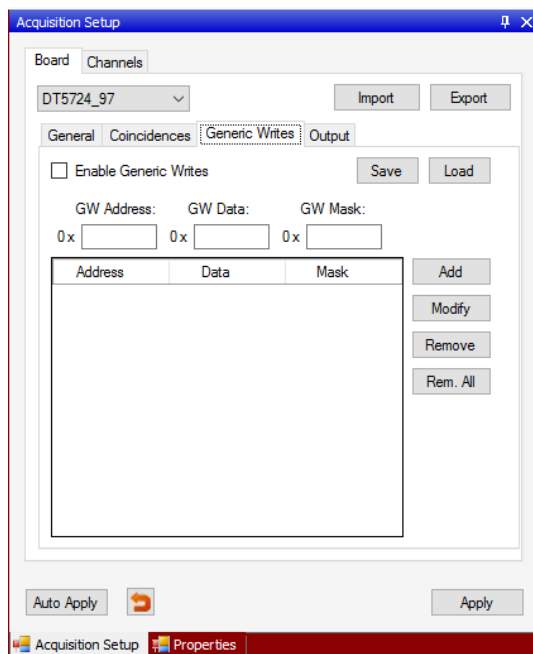 Acquisition Setup
Board Channels
DT5724_97 Import Export
General Coincidences Generic Writes Output
Enable Generic Writes Save Load
GW Address: GW Data: GW Mask:
0x 0x 0x
Address Data Mask Add
Modify
Remove
Rem. All
Auto Apply Apply
Acquisition Setup Properties